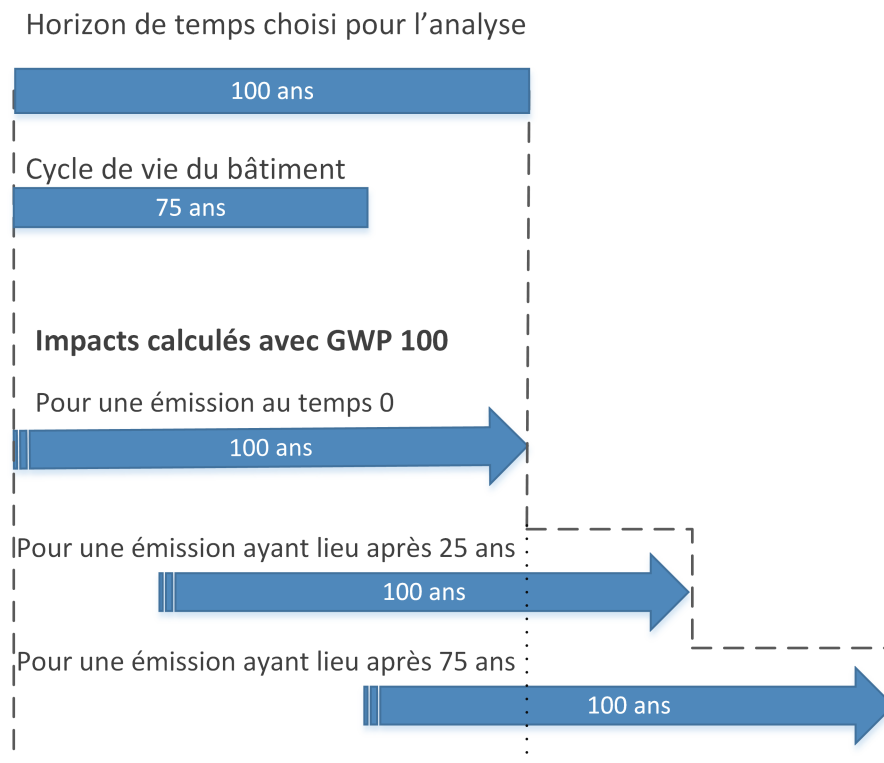 Horizon de temps choisi pour l’analyse
100 ans
Cycle de vie du bâtiment
75 ans
Impacts calculés avec GWP 100
Pour une émission au temps 0
100 ans
Pour une émission ayant lieu après 25 ans
100 ans
Pour une émission ayant lieu après 75 ans
100 ans